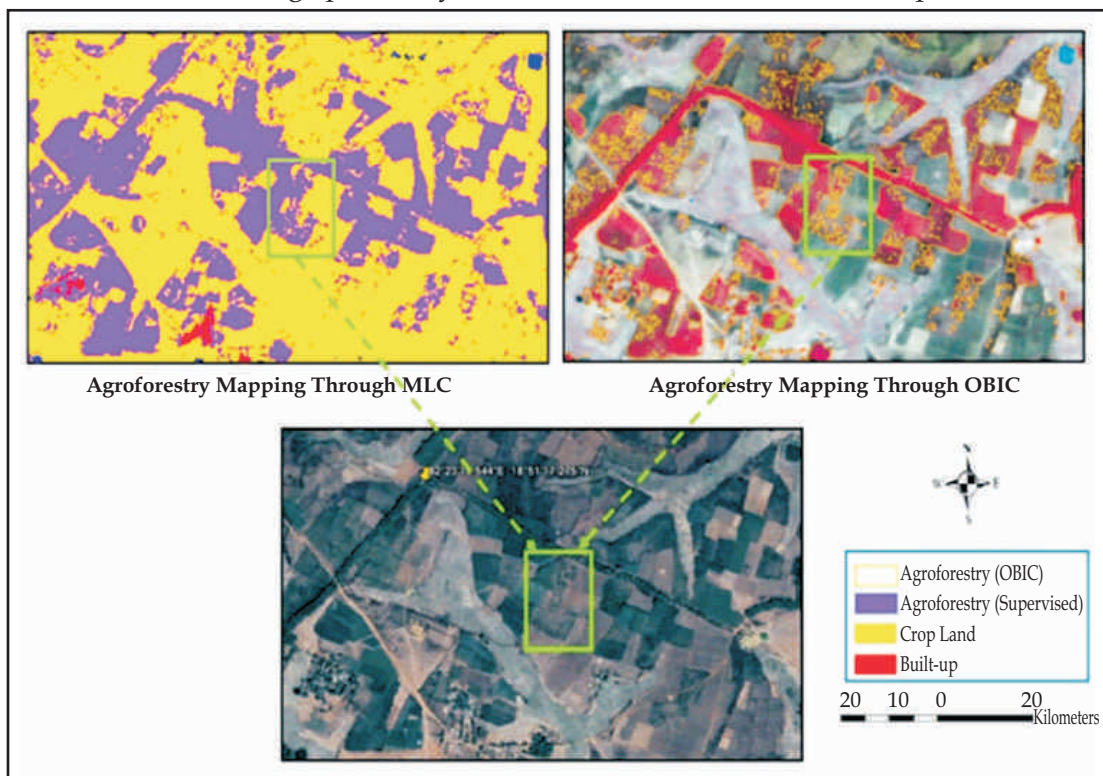 Agroforestry Mapping Through MLC
Agroforestry Mapping Through OBIC
N
W E
S
Agroforestry (OBIC)
Agroforestry (Supervised)
Crop Land
Built-up
20 10 0 20
Kilometers